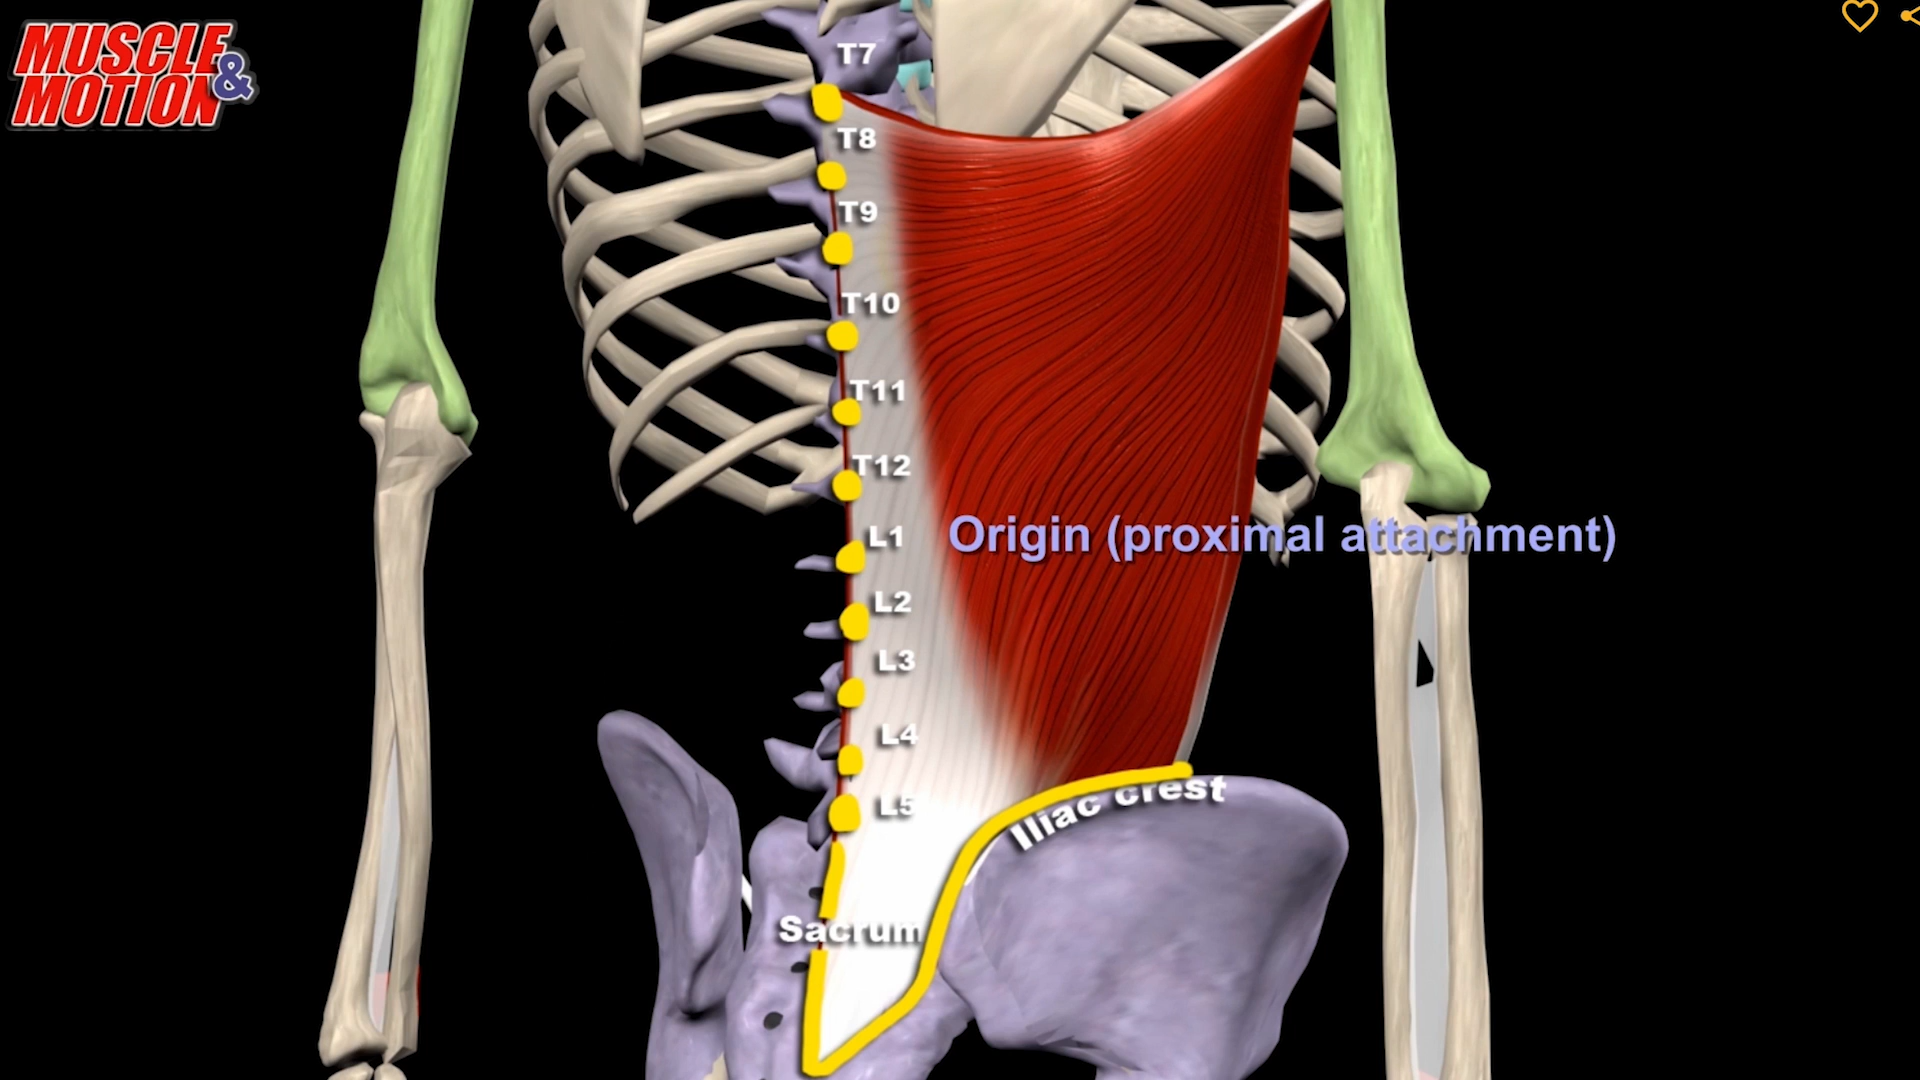 MUSCLE
& MOTION
T7
T8
T9
T10
T11
T12
L1
Origin (proximal attachment)
L2
L3
L4
Iliac crest
L5
Sacrum